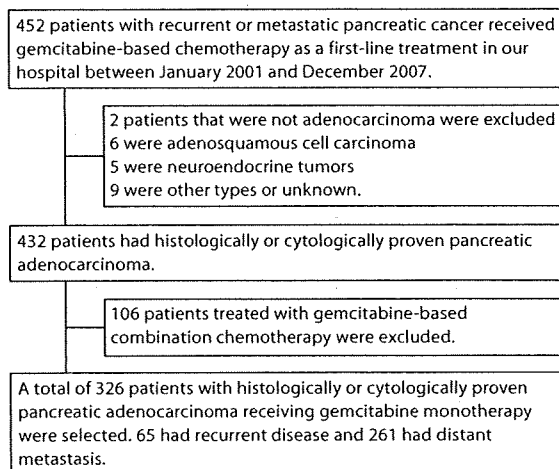 452 patients with recurrent or metastatic pancreatic cancer received
gemcitabine-based chemotherapy as a first-line treatment in our
hospital between January 2001 and December 2007.
2 patients that were not adenocarcinoma were excluded
6 were adenosquamous cell carcinoma
5 were neuroendocrine tumors
9 were other types or unknown.
432 patients had histologically or cytologically proven pancreatic
adenocarcinoma.
106 patients treated with gemcitabine-based
combination chemotherapy were excluded.
A total of 326 patients with histologically or cytologically proven
pancreatic adenocarcinoma receiving gemcitabine monotherapy
were selected. 65 had recurrent disease and 261 had distant
metastasis.